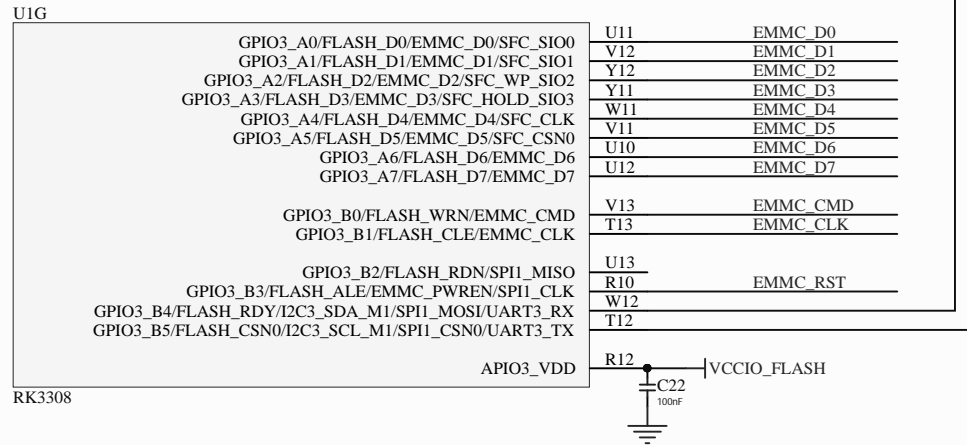 U1G
GPIO3_A0/FLASH_D0/EMMC_D0/SFC_SIO0 U11 EMMC_D0
GPIO3_A1/FLASH_D1/EMMC_D1/SFC_SIO1 V12 EMMC_D1
GPIO3_A2/FLASH_D2/EMMC_D2/SFC_WP_SIO2 Y12 EMMC_D2
GPIO3_A3/FLASH_D3/EMMC_D3/SFC_HOLD_SIO3 Y11 EMMC_D3
GPIO3_A4/FLASH_D4/EMMC_D4/SFC_CLK W11 EMMC_D4
GPIO3_A5/FLASH_D5/EMMC_D5/SFC_CSN0 V11 EMMC_D5
GPIO3_A6/FLASH_D6/EMMC_D6 U10 EMMC_D6
GPIO3_A7/FLASH_D7/EMMC_D7 U12 EMMC_D7
GPIO3_B0/FLASH_WRN/EMMC_CMD V13 EMMC_CMD
GPIO3_B1/FLASH_CLE/EMMC_CLK T13 EMMC_CLK
GPIO3_B2/FLASH_RDN/SPI1_MISO U13
GPIO3_B3/FLASH_ALE/EMMC_PWREN/SPI1_CLK R10 EMMC_RST
GPIO3_B4/FLASH_RDY/I2C3_SDA_M1/SPI1_MOSI/UART3_RX W12
GPIO3_B5/FLASH_CSN0/I2C3_SCL_M1/SPI1_CSN0/UART3_TX T12
APIO3_VDD R12 VCCIO_FLASH
C22
100nF
RK3308